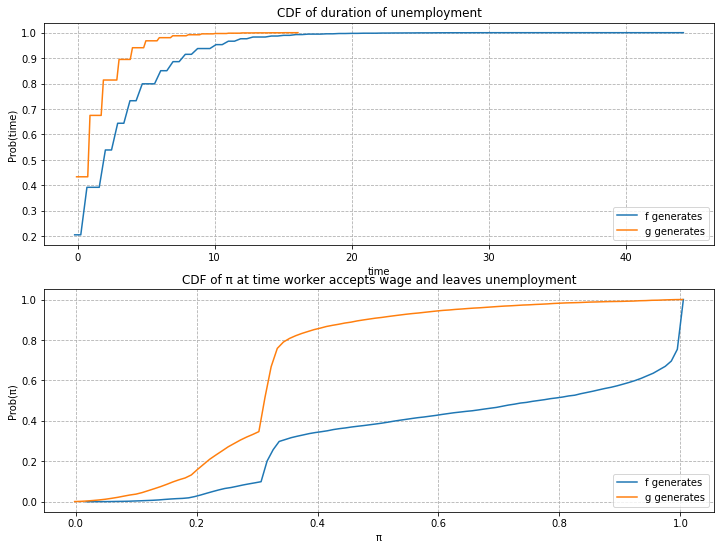 CDF of duration of unemployment
1.0
0.9
0.8
0.7
0.6
0.5
0.4
0.3
0.2
Prob(time)
f generates
g generates
0 10 20 30 40
time
CDF of π at time worker accepts wage and leaves unemployment
1.0
0.8
0.6
0.4
0.2
0.0
Prob(π)
f generates
g generates
0.0 0.2 0.4 0.6 0.8 1.0
π